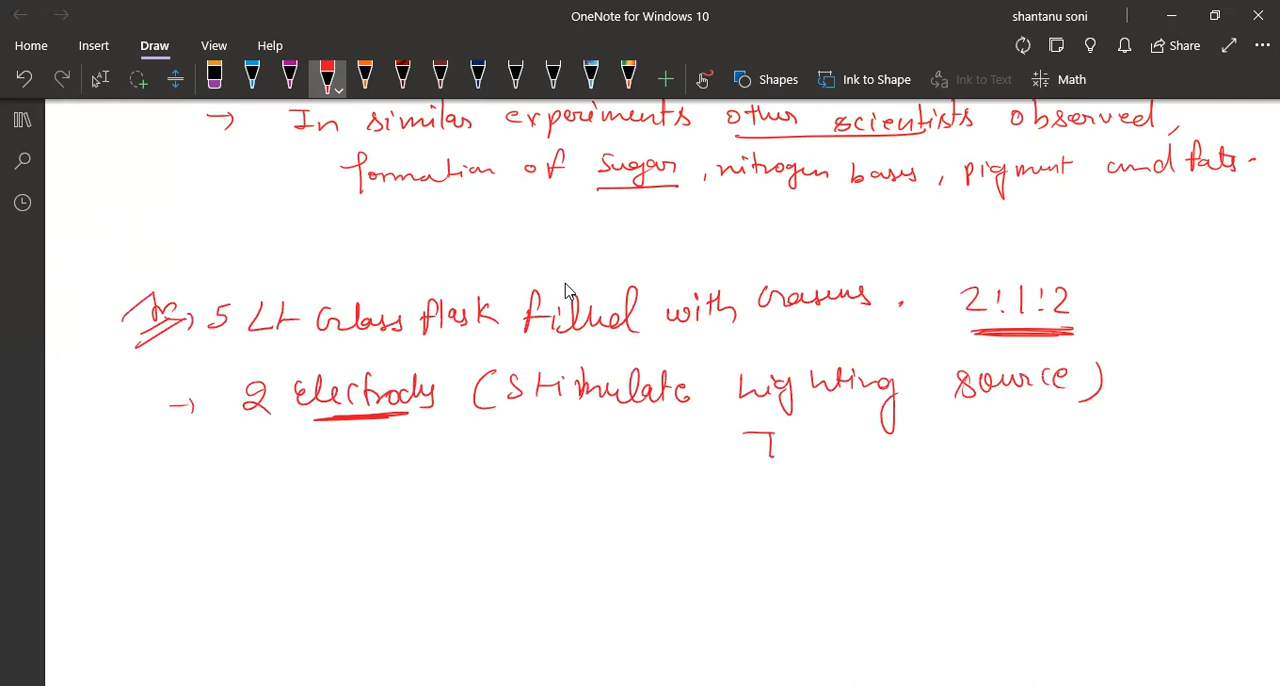 OneNote for Windows 10
shantanu soni
Home Insert Draw View Help
Share
Shapes Ink to Shape Ink to Text Math
→ In similar experiments other scientists observed,
formation of sugar, nitrogen bases, pigment and fats.
5 Lt Glass flask filled with Gaseus. 2:1:2
→ 2 electrody (Stimulate lighting source)